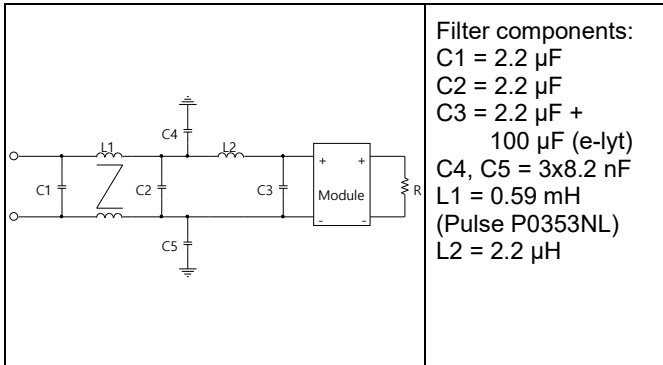 L1
C4
L2
C1
C2
C3
+ +
Module
- -
R
C5
Filter components:
C1 = 2.2 µF
C2 = 2.2 µF
C3 = 2.2 µF +
100 µF (e-lyt)
C4, C5 = 3x8.2 nF
L1 = 0.59 mH
(Pulse P0353NL)
L2 = 2.2 µH